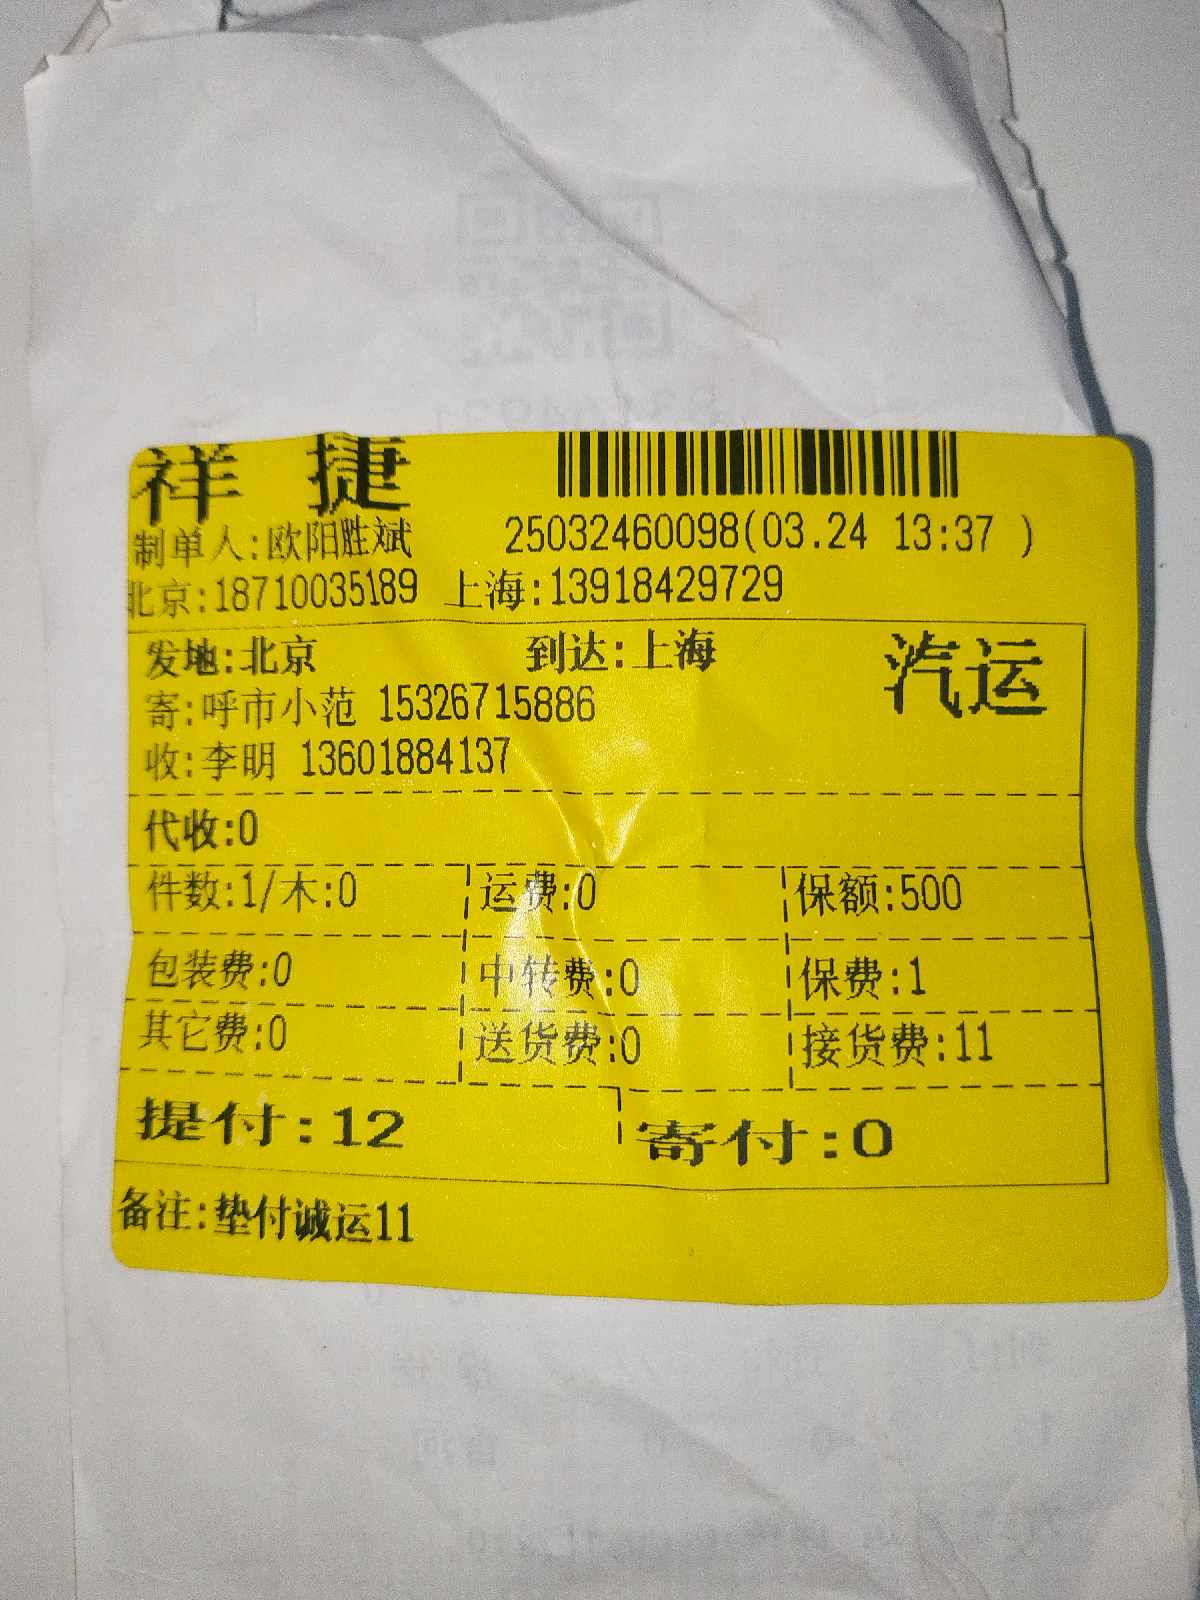 祥 捷
制单人:欧阳胜斌 25032460098(03.24 13:37 )
北京:18710035189 上海:13918429729
发地:北京 到达:上海 汽运
寄:呼市小范 15326715886
收:李明 13601884137
代收:0
件数:1/木:0 运费:0 保额:500
包装费:0 中转费:0 保费:1
其它费:0 送货费:0 接货费:11
提付:12 寄付:0
备注:垫付诚运11